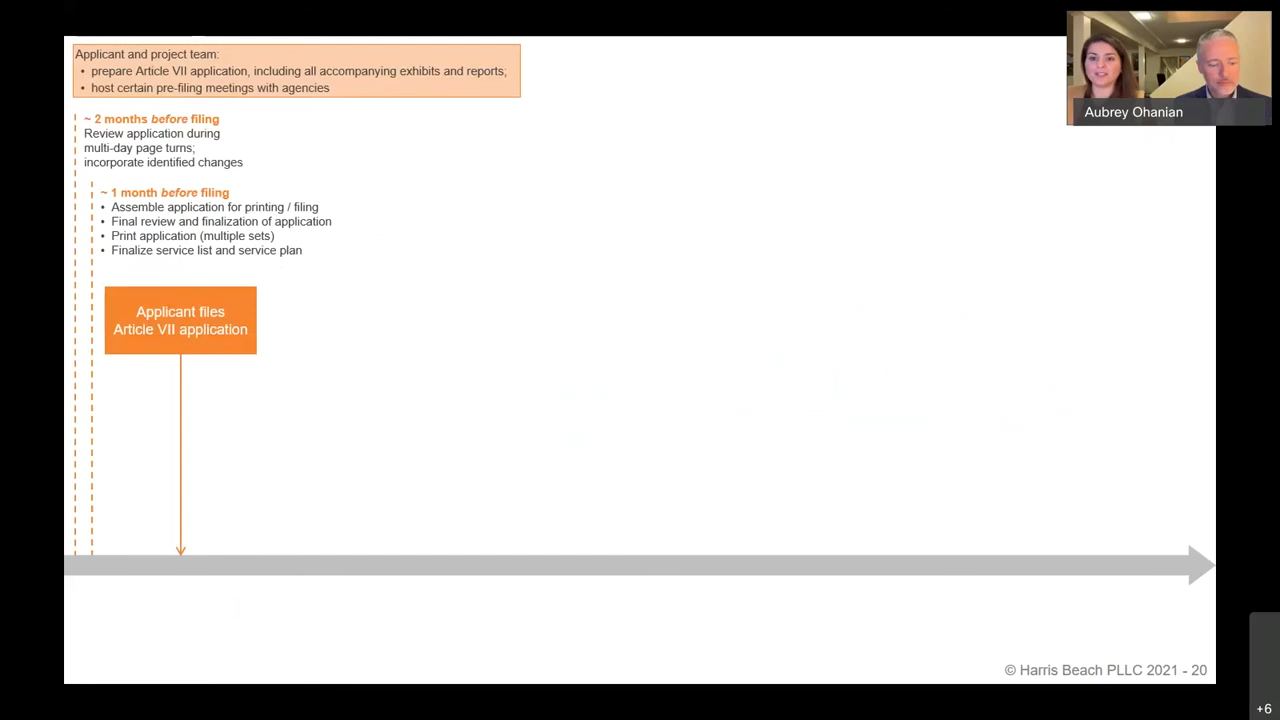 Applicant and project team:
• prepare Article VII application, including all accompanying exhibits and reports;
• host certain pre-filing meetings with agencies
~ 2 months before filing
Review application during
multi-day page turns;
incorporate identified changes
~ 1 month before filing
• Assemble application for printing / filing
• Final review and finalization of application
• Print application (multiple sets)
• Finalize service list and service plan
Applicant files
Article VII application
Aubrey Ohanian
© Harris Beach PLLC 2021 - 20
+6